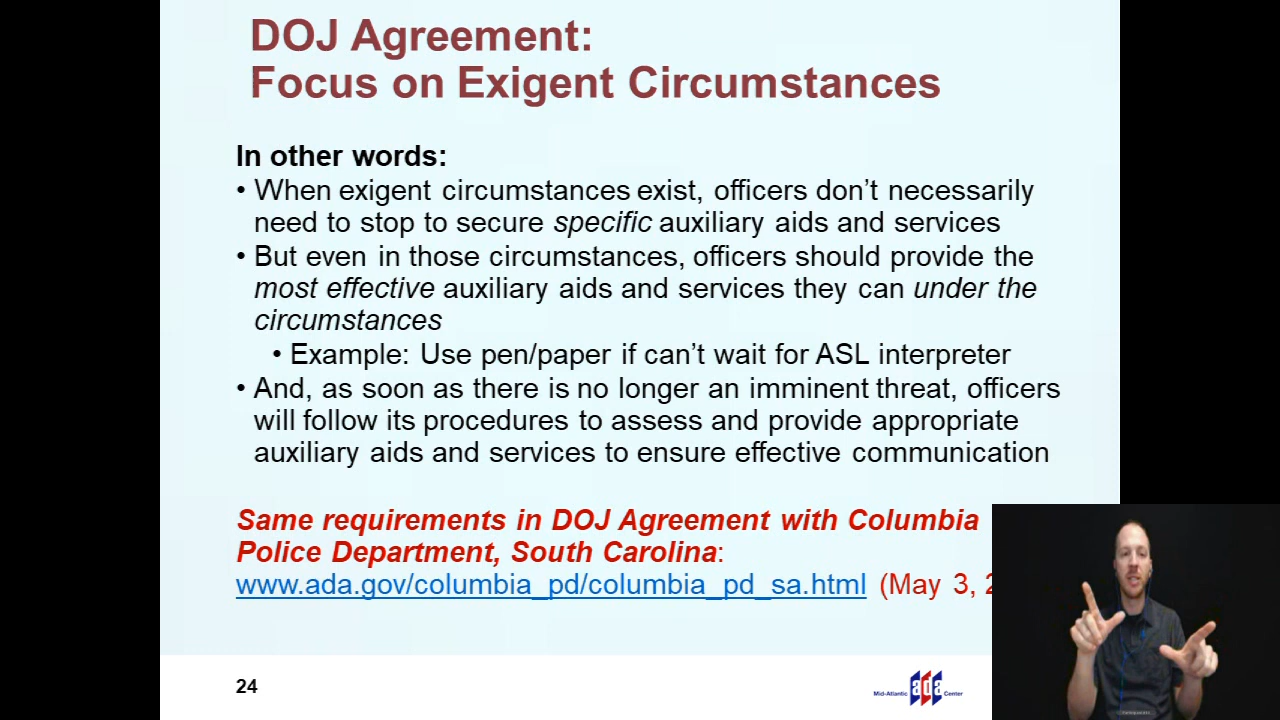 DOJ Agreement:
Focus on Exigent Circumstances
In other words:
• When exigent circumstances exist, officers don’t necessarily
need to stop to secure specific auxiliary aids and services
• But even in those circumstances, officers should provide the
most effective auxiliary aids and services they can under the
circumstances
• Example: Use pen/paper if can’t wait for ASL interpreter
• And, as soon as there is no longer an imminent threat, officers
will follow its procedures to assess and provide appropriate
auxiliary aids and services to ensure effective communication
Same requirements in DOJ Agreement with Columbia
Police Department, South Carolina:
www.ada.gov/columbia_pd/columbia_pd_sa.html (May 3,
24
Mid-Atlantic ada Center